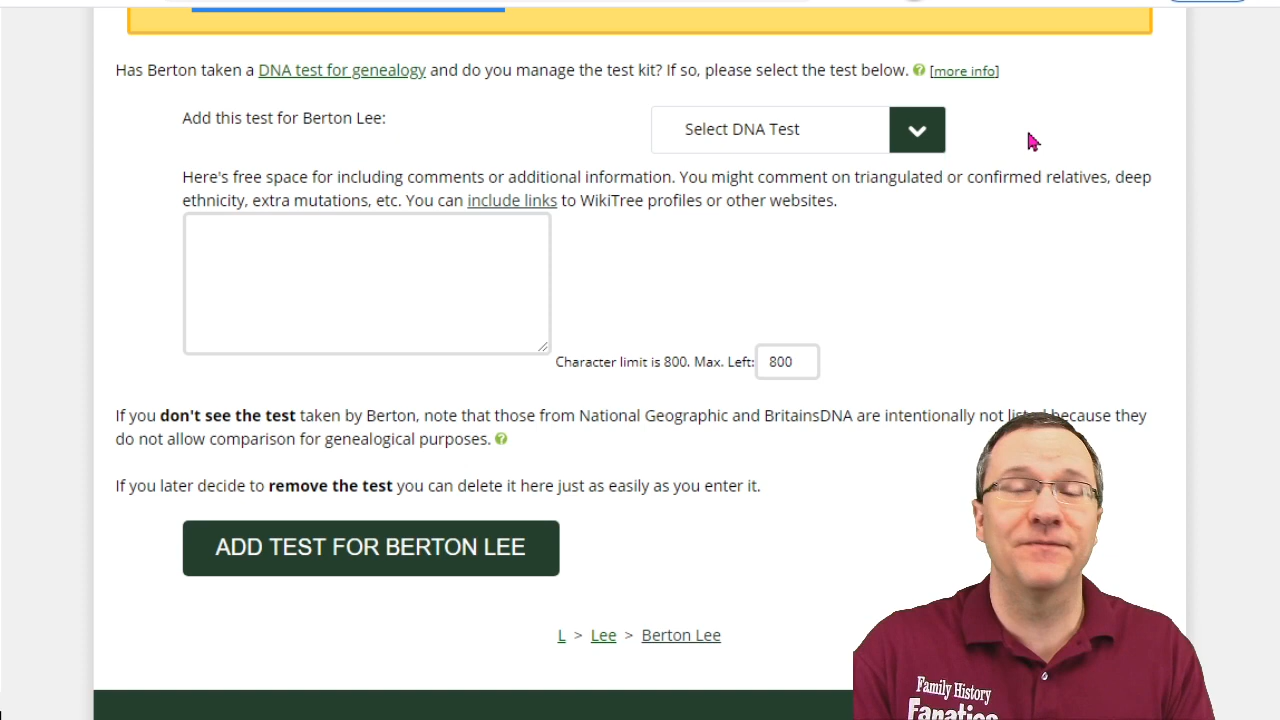 Has Berton taken a DNA test for genealogy and do you manage the test kit? If so, please select the test below. ? [more info]
Add this test for Berton Lee:
Select DNA Test
Here's free space for including comments or additional information. You might comment on triangulated or confirmed relatives, deep
ethnicity, extra mutations, etc. You can include links to WikiTree profiles or other websites.
Character limit is 800. Max. Left: 800
If you don't see the test taken by Berton, note that those from National Geographic and BritainsDNA are intentionally not listed because they
do not allow comparison for genealogical purposes. ?
If you later decide to remove the test you can delete it here just as easily as you enter it.
ADD TEST FOR BERTON LEE
L > Lee > Berton Lee
Family History
Fanatics